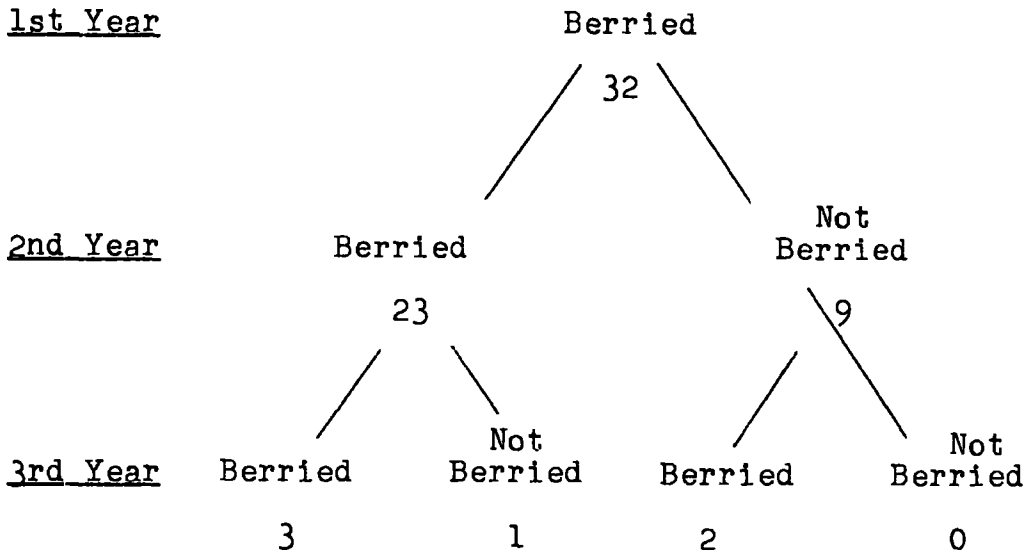 1st Year
Berried
32
Not
2nd Year Berried Berried
23 9
Not Not
3rd Year Berried Berried Berried Berried
3 1 2 0